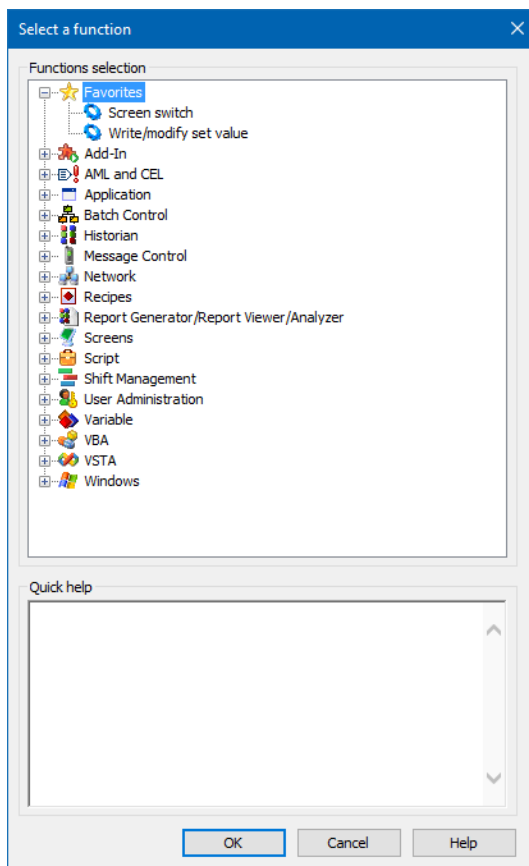 Select a function
Functions selection
Favorites
Screen switch
Write/modify set value
Add-In
AML and CEL
Application
Batch Control
Historian
Message Control
Network
Recipes
Report Generator/Report Viewer/Analyzer
Screens
Script
Shift Management
User Administration
Variable
VBA
VSTA
Windows
Quick help
OK Cancel Help